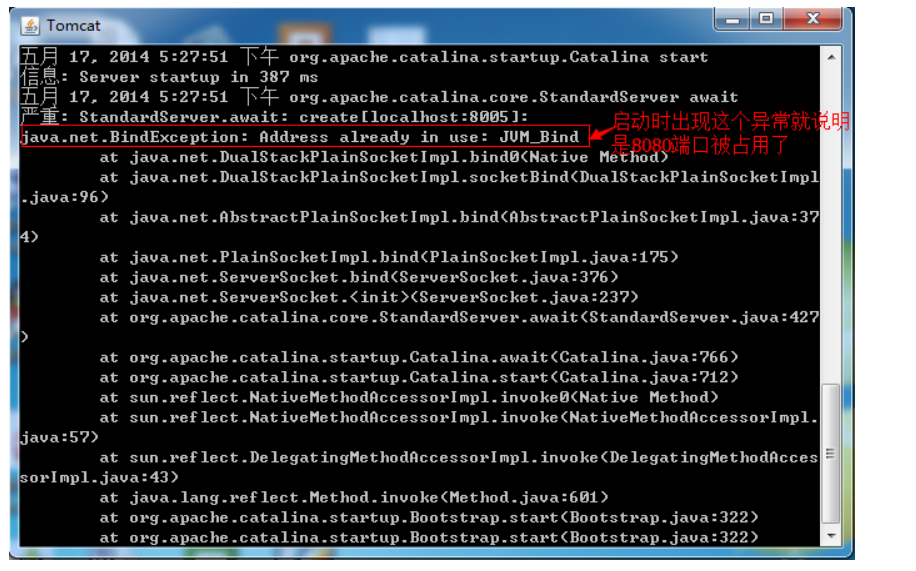 Tomcat
五月 17, 2014 5:27:51 下午 org.apache.catalina.startup.Catalina start
信息: Server startup in 387 ms
五月 17, 2014 5:27:51 下午 org.apache.catalina.core.StandardServer await
严重: StandardServer.await: create[localhost:8005]:
java.net.BindException: Address already in use: JVM_Bind
启动时出现这个异常就说明
是8080端口被占用了
at java.net.DualStackPlainSocketImpl.bind0(Native Method)
at java.net.DualStackPlainSocketImpl.socketBind(DualStackPlainSocketImpl
.java:96)
at java.net.AbstractPlainSocketImpl.bind(AbstractPlainSocketImpl.java:37
4)
at java.net.PlainSocketImpl.bind(PlainSocketImpl.java:175)
at java.net.ServerSocket.bind(ServerSocket.java:376)
at java.net.ServerSocket.<init>(ServerSocket.java:237)
at org.apache.catalina.core.StandardServer.await(StandardServer.java:427
)
at org.apache.catalina.startup.Catalina.await(Catalina.java:766)
at org.apache.catalina.startup.Catalina.start(Catalina.java:712)
at sun.reflect.NativeMethodAccessorImpl.invoke0(Native Method)
at sun.reflect.NativeMethodAccessorImpl.invoke(NativeMethodAccessorImpl.
java:57)
at sun.reflect.DelegatingMethodAccessorImpl.invoke(DelegatingMethodAcces
sorImpl.java:43)
at java.lang.reflect.Method.invoke(Method.java:601)
at org.apache.catalina.startup.Bootstrap.start(Bootstrap.java:322)
at org.apache.catalina.startup.Bootstrap.start(Bootstrap.java:322)